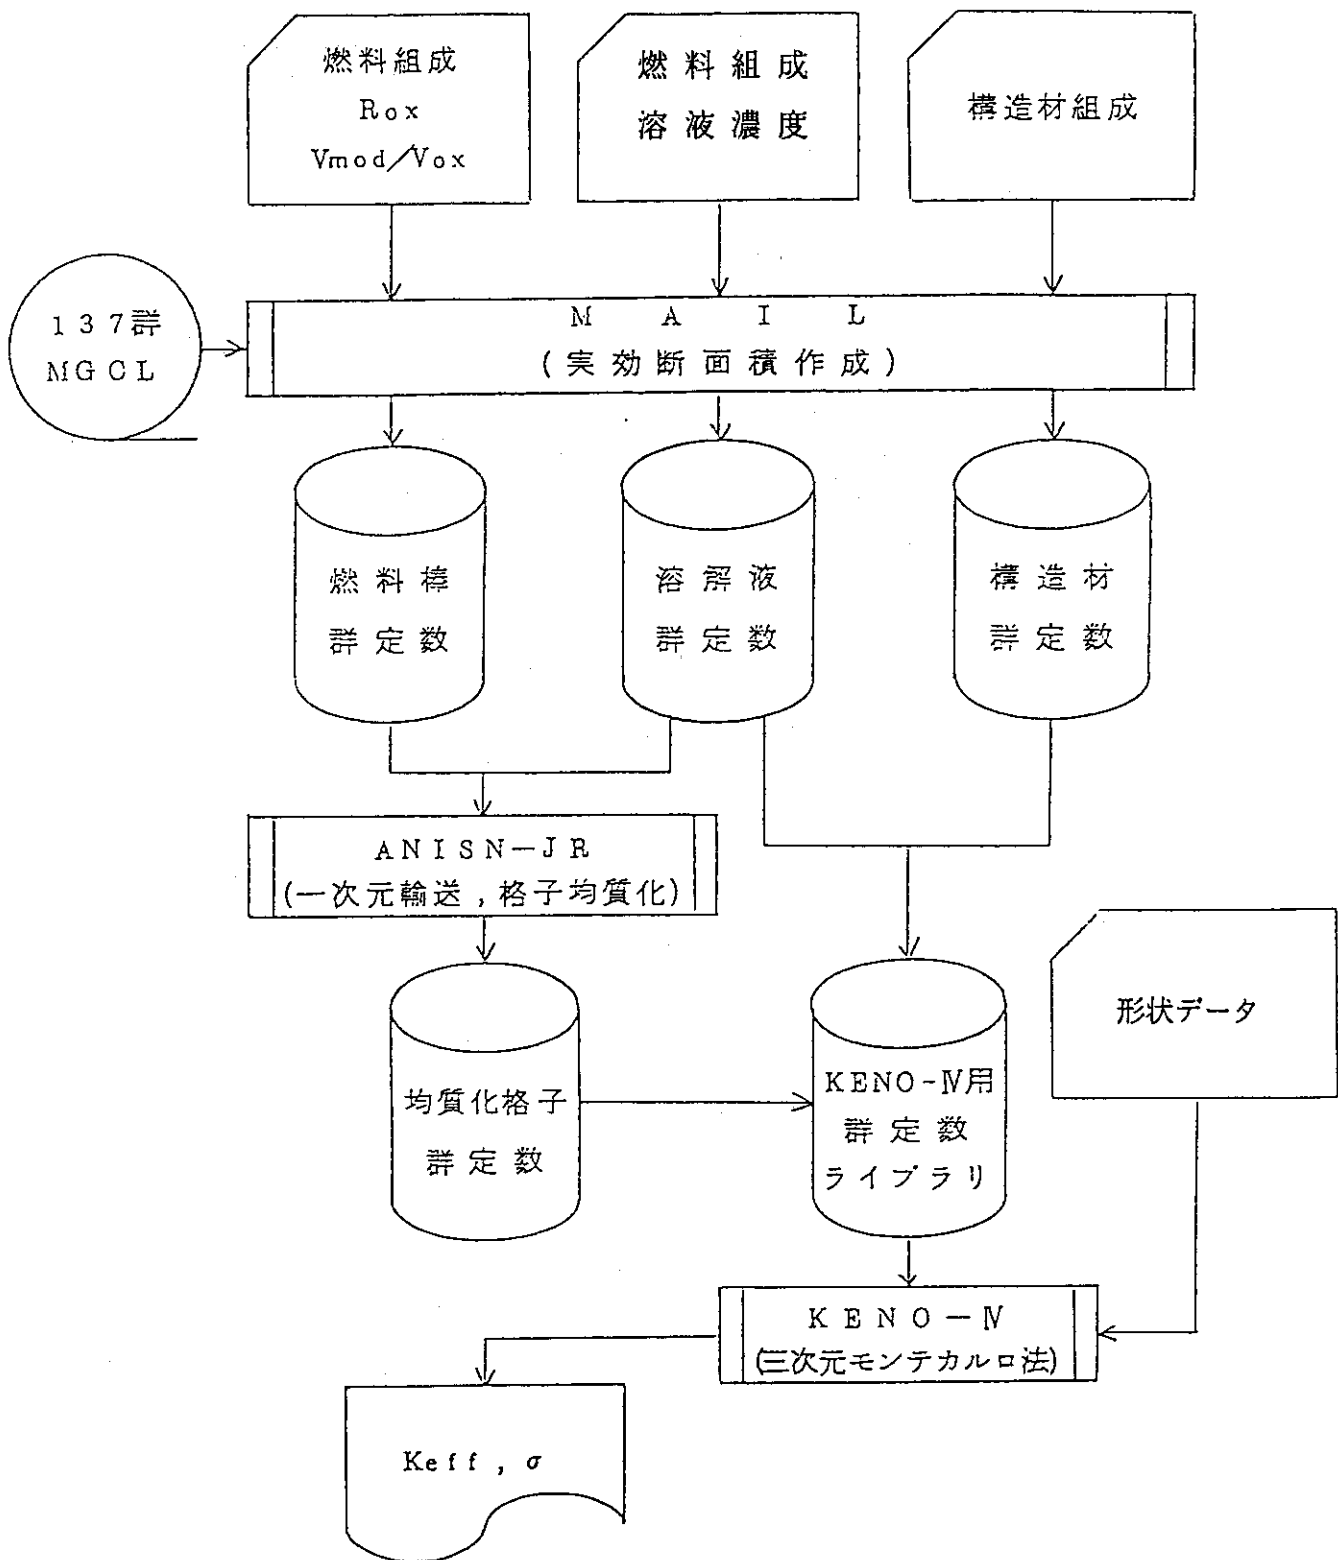 燃料組成
Rox
Vmod/Vox
燃料組成
溶液濃度
構造材組成
137群
MGCL
MAIL
(実効断面積作成)
燃料棒
群定数
溶解液
群定数
構造材
群定数
ANISN-JR
(一次元輸送,格子均質化)
均質化格子
群定数
KENO-Ⅳ用
群定数
ライブラリ
形状データ
KENO-Ⅳ
(三次元モンテカルロ法)
Keff, σ